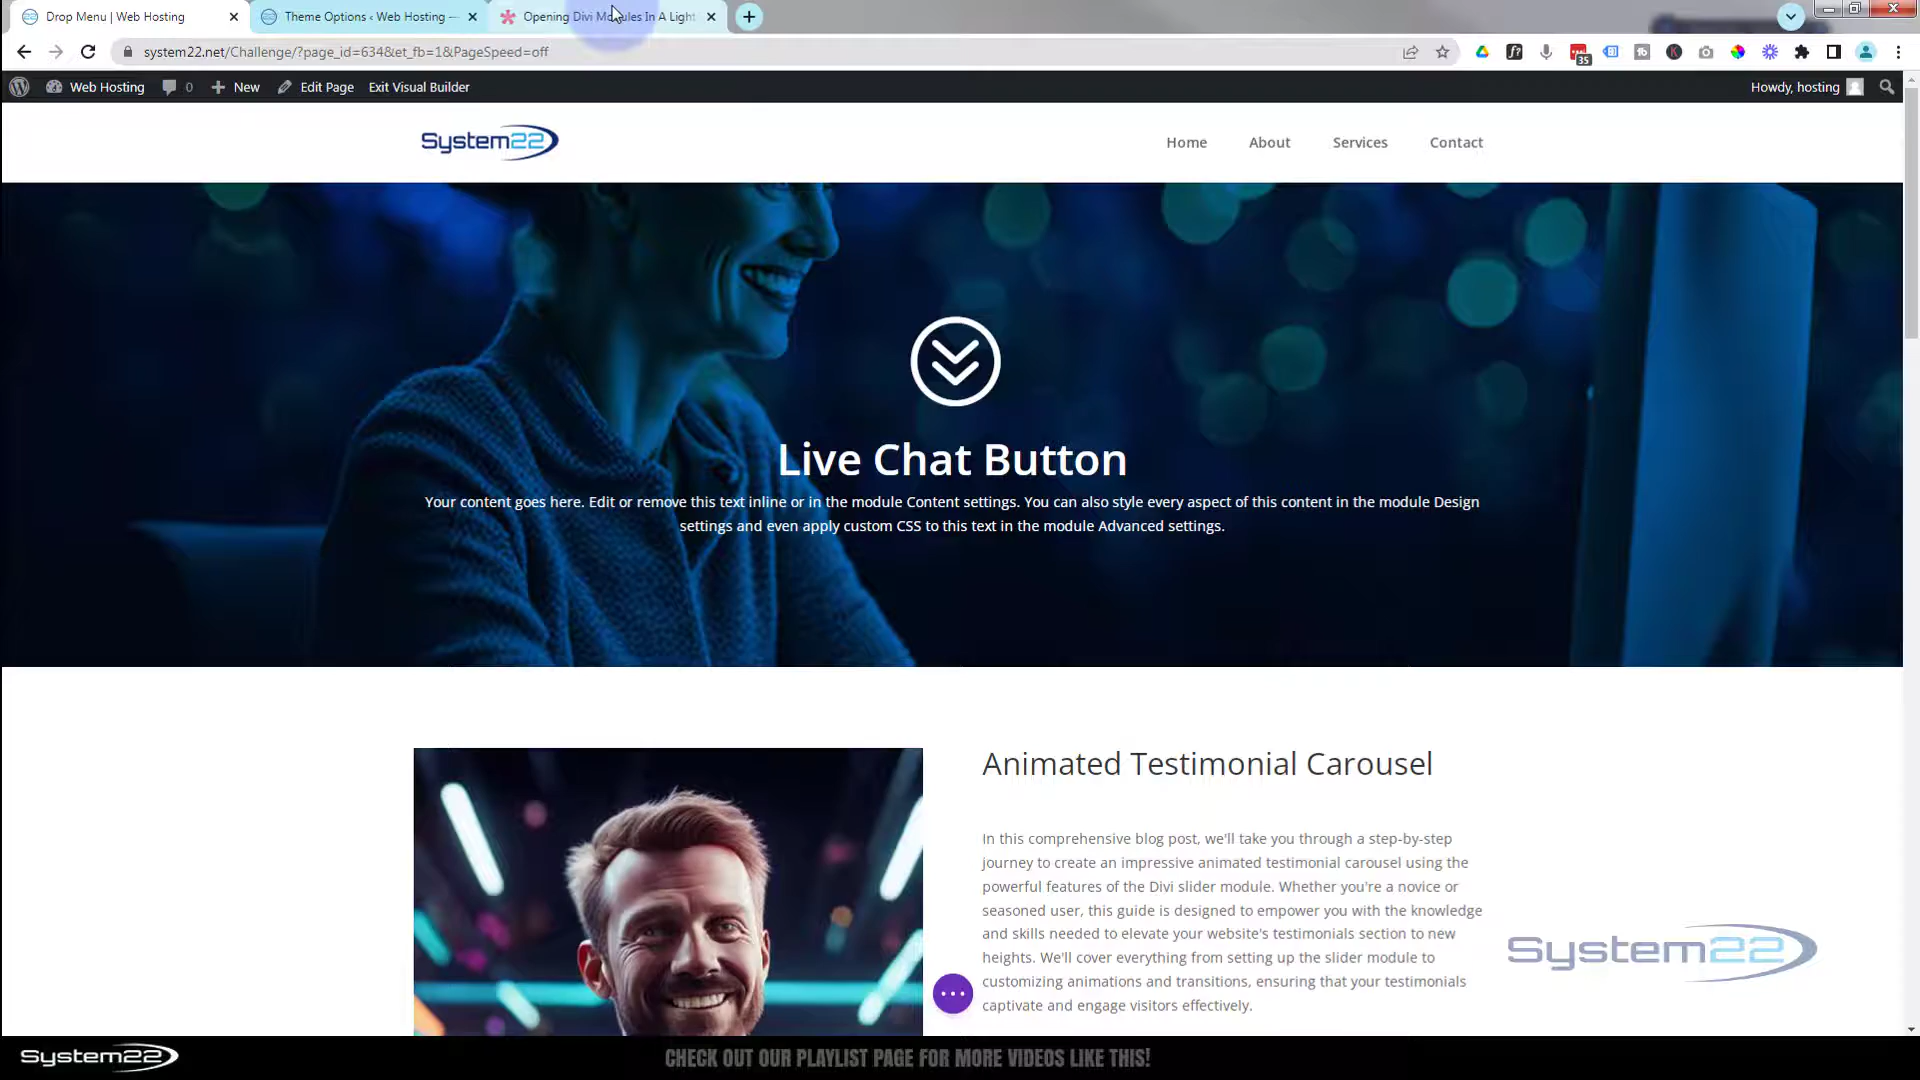 Drop Menu | Web Hosting
Theme Options ‹ Web Hosting —
Opening Divi Modules In A Light
system22.net/Challenge/?page_id=634&et_fb=1&PageSpeed=off
35
Web Hosting
0
New
Edit Page
Exit Visual Builder
Howdy, hosting
System22
Home
About
Services
Contact
Live Chat Button
Your content goes here. Edit or remove this text inline or in the module Content settings. You can also style every aspect of this content in the module Design
settings and even apply custom CSS to this text in the module Advanced settings.
Animated Testimonial Carousel
In this comprehensive blog post, we'll take you through a step-by-step
journey to create an impressive animated testimonial carousel using the
powerful features of the Divi slider module. Whether you're a novice or
seasoned user, this guide is designed to empower you with the knowledge
and skills needed to elevate your website's testimonials section to new
heights. We'll cover everything from setting up the slider module to
customizing animations and transitions, ensuring that your testimonials
captivate and engage visitors effectively.
System22
System22
CHECK OUT OUR PLAYLIST PAGE FOR MORE VIDEOS LIKE THIS!